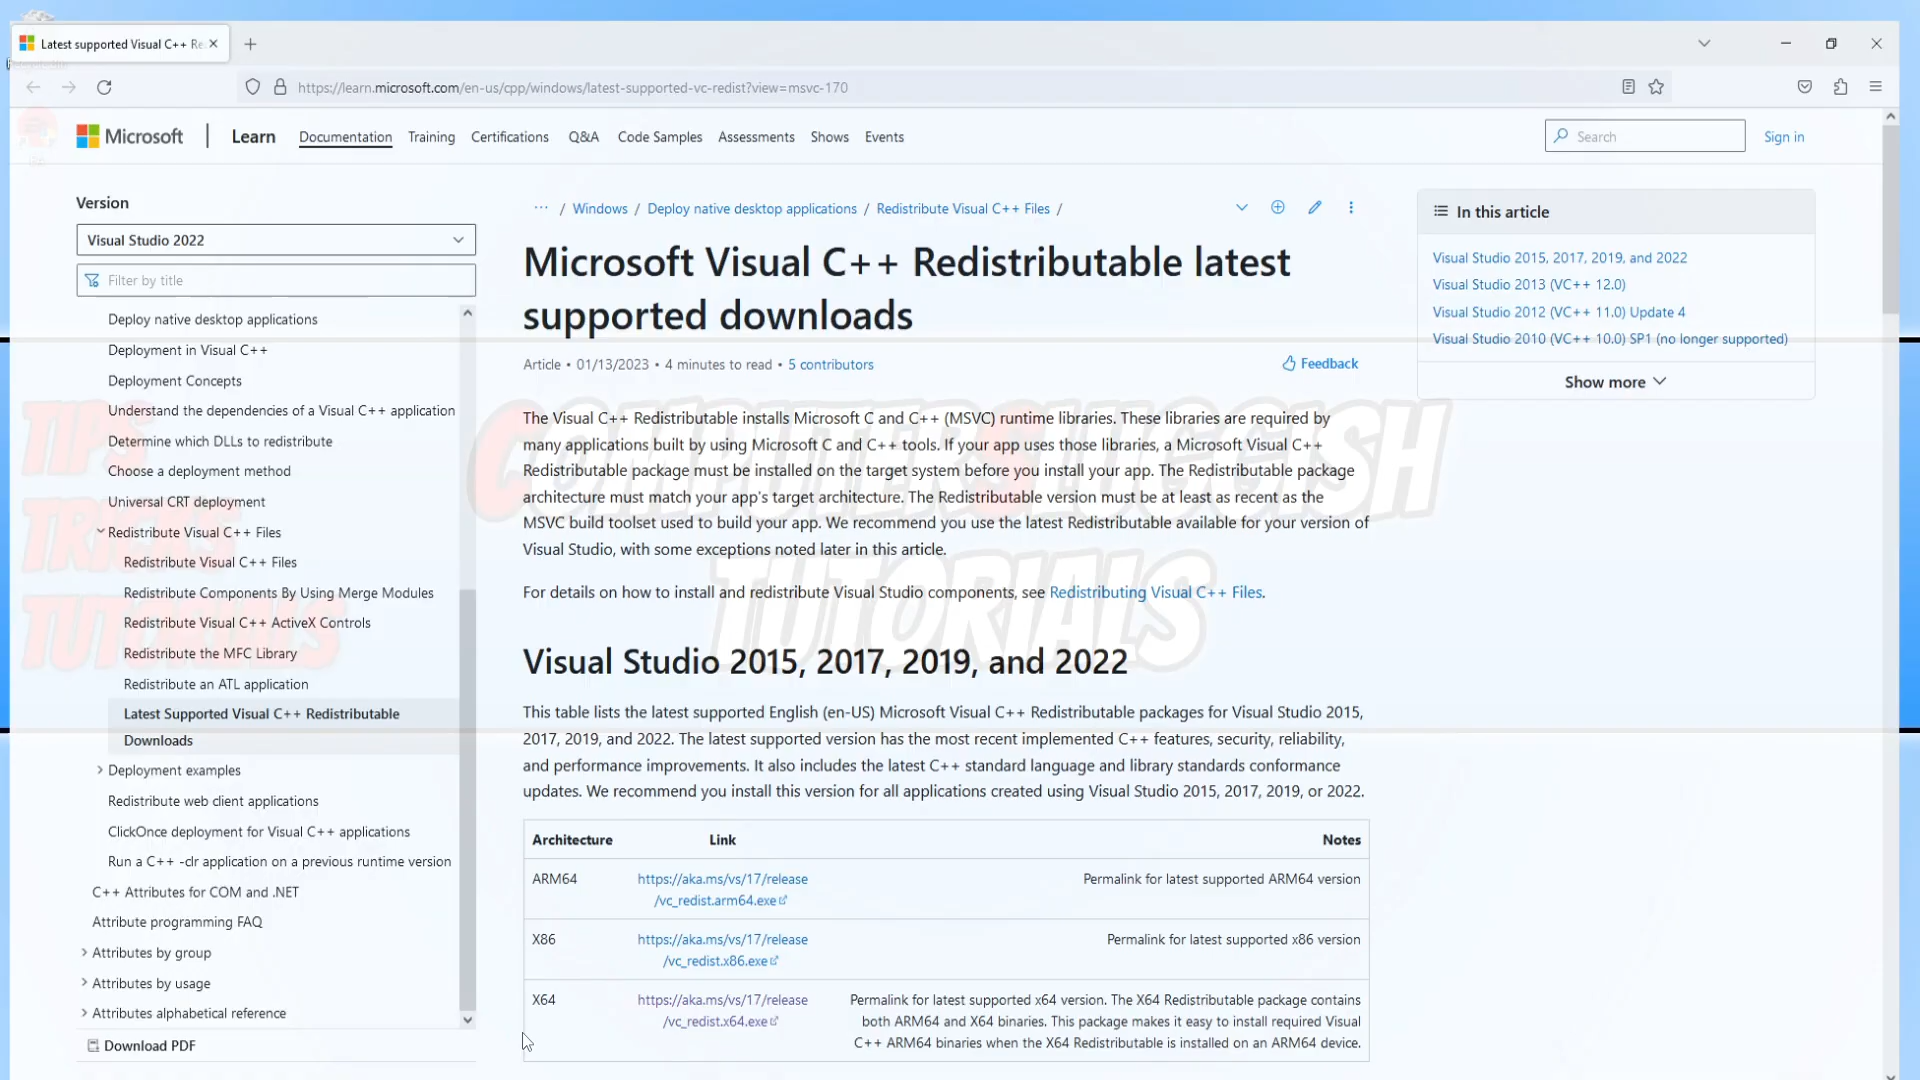 Latest supported Visual C++ Re
https://learn.microsoft.com/en-us/cpp/windows/latest-supported-vc-redist?view=msvc-170
Microsoft
Learn
Documentation
Training
Certifications
Q&A
Code Samples
Assessments
Shows
Events
Search
Sign in
Version
Visual Studio 2022
Filter by title
Deploy native desktop applications
Deployment in Visual C++
Deployment Concepts
Understand the dependencies of a Visual C++ application
Determine which DLLs to redistribute
Choose a deployment method
Universal CRT deployment
Redistribute Visual C++ Files
Redistribute Visual C++ Files
Redistribute Components By Using Merge Modules
Redistribute Visual C++ ActiveX Controls
Redistribute the MFC Library
Redistribute an ATL application
Latest Supported Visual C++ Redistributable
Downloads
Deployment examples
Redistribute web client applications
ClickOnce deployment for Visual C++ applications
Run a C++ -clr application on a previous runtime version
C++ Attributes for COM and .NET
Attribute programming FAQ
Attributes by group
Attributes by usage
Attributes alphabetical reference
Download PDF
··· / Windows / Deploy native desktop applications / Redistribute Visual C++ Files /
Microsoft Visual C++ Redistributable latest
supported downloads
Article • 01/13/2023 • 4 minutes to read • 5 contributors
Feedback
The Visual C++ Redistributable installs Microsoft C and C++ (MSVC) runtime libraries. These libraries are required by
many applications built by using Microsoft C and C++ tools. If your app uses those libraries, a Microsoft Visual C++
Redistributable package must be installed on the target system before you install your app. The Redistributable package
architecture must match your app's target architecture. The Redistributable version must be at least as recent as the
MSVC build toolset used to build your app. We recommend you use the latest Redistributable available for your version of
Visual Studio, with some exceptions noted later in this article.
For details on how to install and redistribute Visual Studio components, see Redistributing Visual C++ Files.
Visual Studio 2015, 2017, 2019, and 2022
This table lists the latest supported English (en-US) Microsoft Visual C++ Redistributable packages for Visual Studio 2015,
2017, 2019, and 2022. The latest supported version has the most recent implemented C++ features, security, reliability,
and performance improvements. It also includes the latest C++ standard language and library standards conformance
updates. We recommend you install this version for all applications created using Visual Studio 2015, 2017, 2019, or 2022.
Architecture Link Notes
ARM64 https://aka.ms/vs/17/release Permalink for latest supported ARM64 version
/vc_redist.arm64.exe
X86 https://aka.ms/vs/17/release Permalink for latest supported x86 version
/vc_redist.x86.exe
X64 https://aka.ms/vs/17/release Permalink for latest supported x64 version. The X64 Redistributable package contains
/vc_redist.x64.exe both ARM64 and X64 binaries. This package makes it easy to install required Visual
C++ ARM64 binaries when the X64 Redistributable is installed on an ARM64 device.
In this article
Visual Studio 2015, 2017, 2019, and 2022
Visual Studio 2013 (VC++ 12.0)
Visual Studio 2012 (VC++ 11.0) Update 4
Visual Studio 2010 (VC++ 10.0) SP1 (no longer supported)
Show more
TIPS
TRICKS
TUTORIALS
COMPUTERSLUGGISH
TUTORIALS